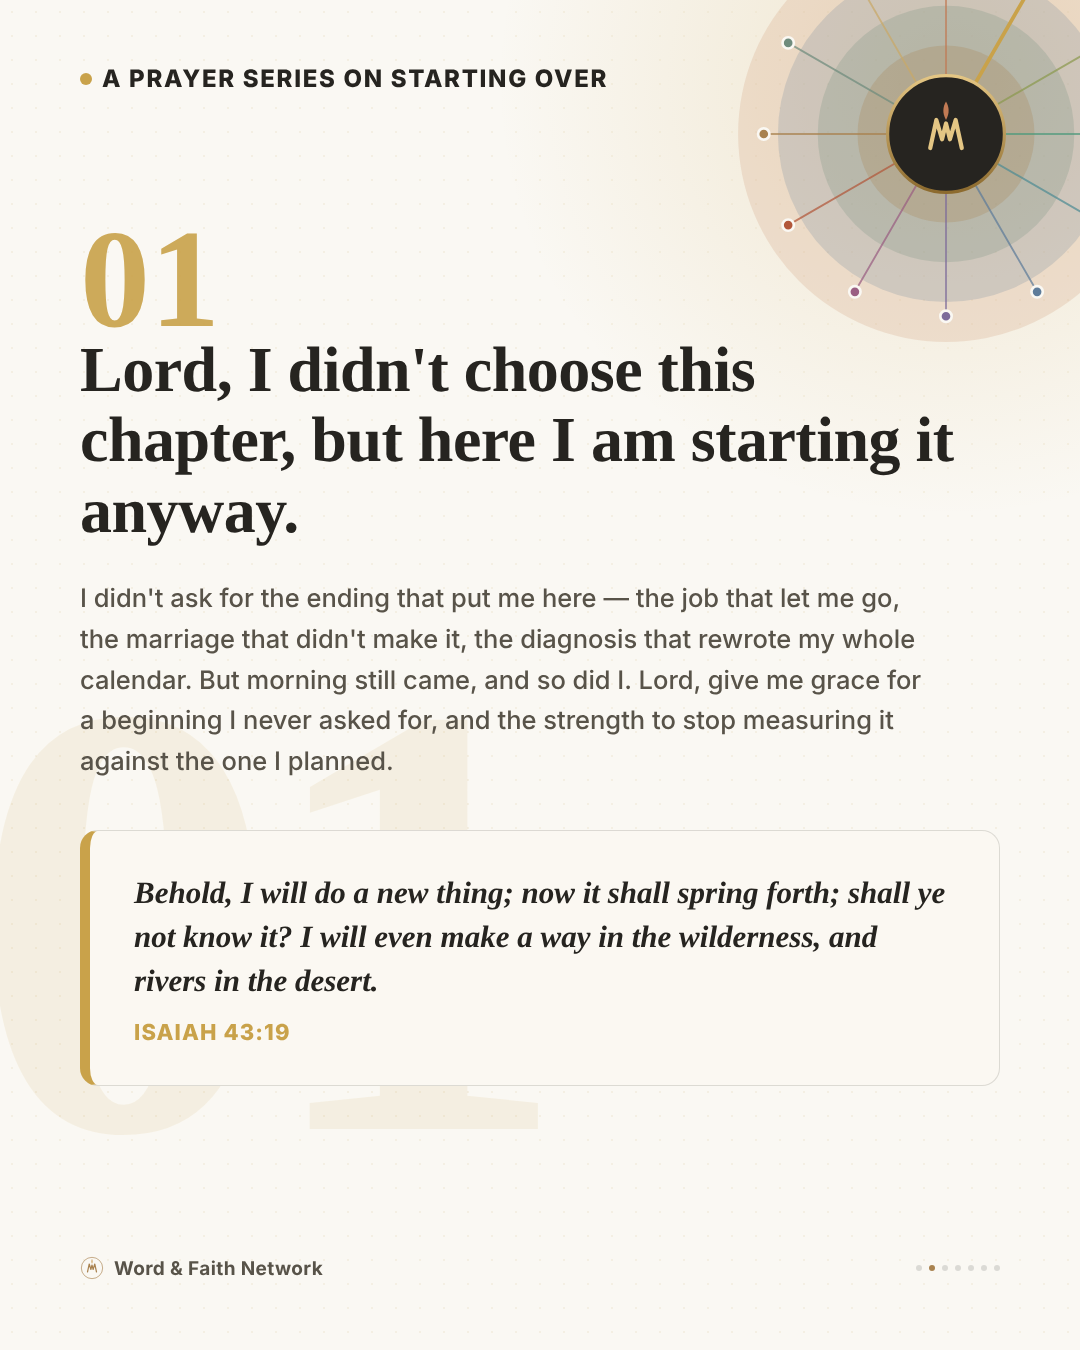 A PRAYER SERIES ON STARTING OVER
01
Lord, I didn't choose this
chapter, but here I am starting it
anyway.
I didn't ask for the ending that put me here — the job that let me go,
the marriage that didn't make it, the diagnosis that rewrote my whole
calendar. But morning still came, and so did I. Lord, give me grace for
a beginning I never asked for, and the strength to stop measuring it
against the one I planned.
01
Behold, I will do a new thing; now it shall spring forth; shall ye
not know it? I will even make a way in the wilderness, and
rivers in the desert.
ISAIAH 43:19
Word & Faith Network